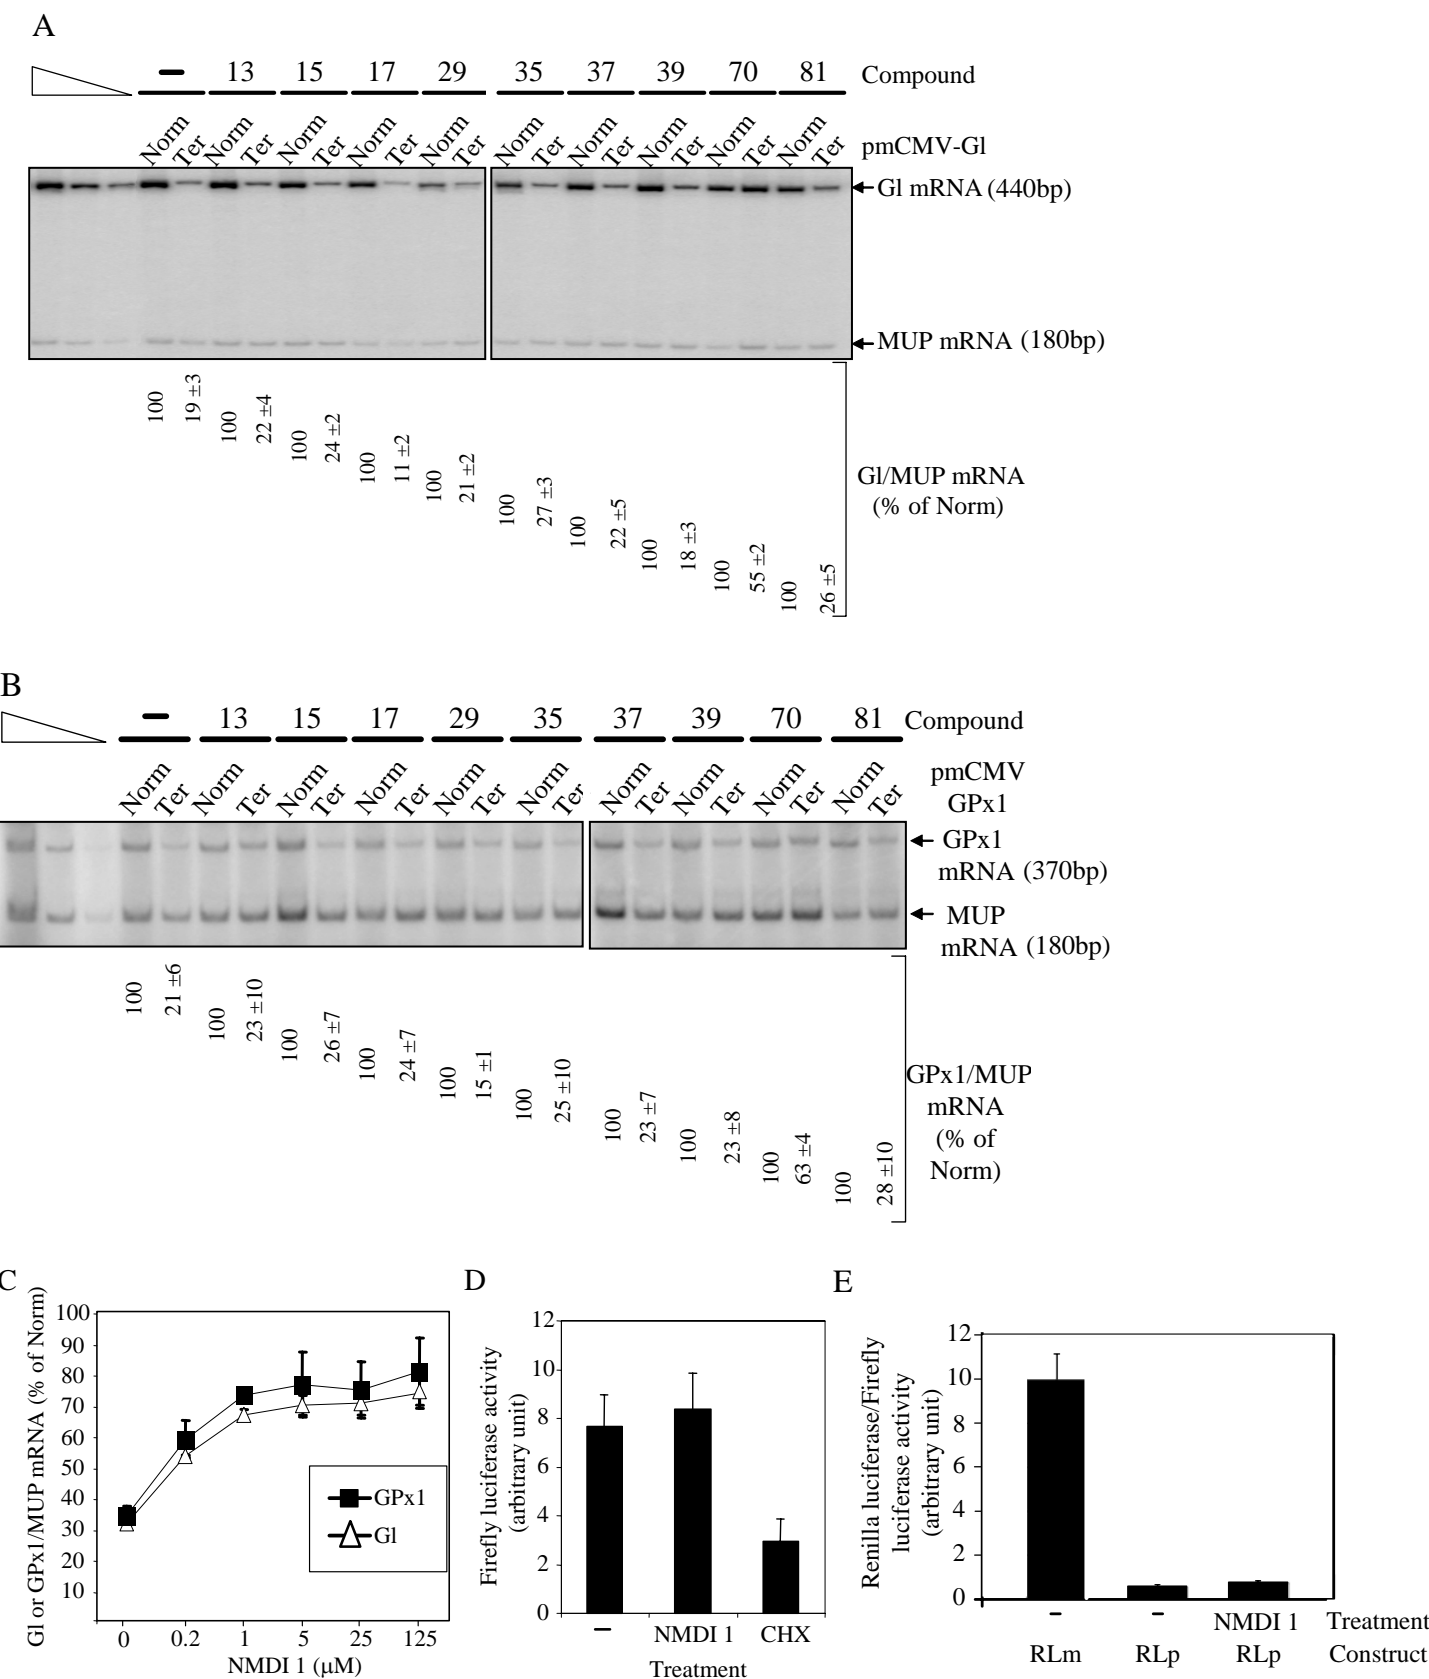 A
– 13 15 17 29 35 37 39 70 81 Compound
Norm Ter Norm Ter Norm Ter Norm Ter Norm Ter Norm Ter Norm Ter Norm Ter Norm Ter Norm Ter pmCMV-Gl
Gl mRNA (440bp)
MUP mRNA (180bp)
100 19 ±3 100 22 ±4 100 24 ±2 100 11 ±2 100 21 ±2 100 27 ±3 100 22 ±5 100 18 ±3 100 55 ±2 100 26 ±5
Gl/MUP mRNA
(% of Norm)
B
– 13 15 17 29 35 37 39 70 81 Compound
Norm Ter Norm Ter Norm Ter Norm Ter Norm Ter Norm Ter Norm Ter Norm Ter Norm Ter Norm Ter
pmCMV
GPx1
GPx1
mRNA (370bp)
MUP
mRNA (180bp)
100 21 ±6 100 23 ±10 100 26 ±7 100 24 ±7 100 15 ±1 100 25 ±10 100 23 ±7 100 23 ±8 100 63 ±4 100 28 ±10
GPx1/MUP
mRNA
(% of
Norm)
C
Gl or GPx1/MUP mRNA (% of Norm)
100
90
80
70
60
50
40
30
20
10
GPx1
Gl
0 0.2 1 5 25 125
NMDI 1 (µM)
D
Firefly luciferase activity
(arbitrary unit)
12
10
8
6
4
2
0
– NMDI 1 CHX
Treatment
E
Renilla luciferase/Firefly
luciferase activity
(arbitrary unit)
12
10
8
6
4
2
0
– – NMDI 1 Treatment
RLm RLp RLp Construct